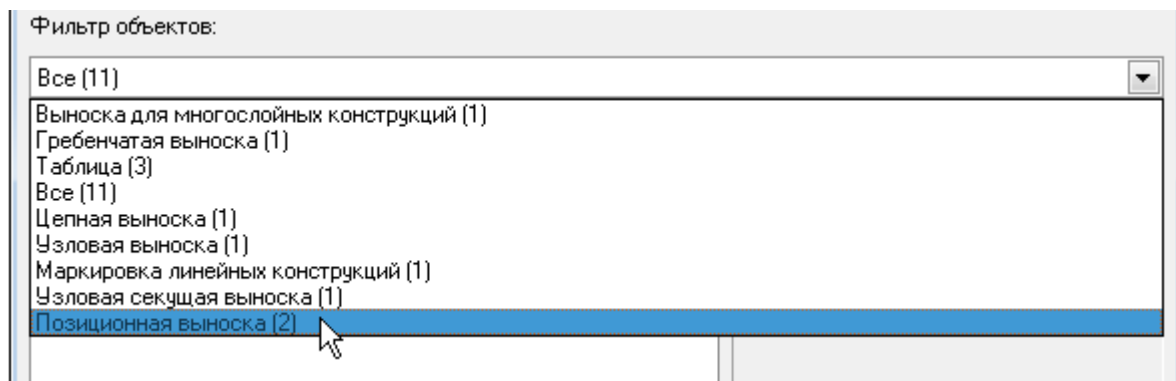 Фильтр объектов:
Все (11)
Выноска для многослойных конструкций (1)
Гребенчатая выноска (1)
Таблица (3)
Все (11)
Цепная выноска (1)
Узловая выноска (1)
Маркировка линейных конструкций (1)
Узловая секущая выноска (1)
Позиционная выноска (2)